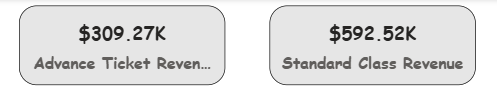 $309.27K
Advance Ticket Reven...
$592.52K
Standard Class Revenue